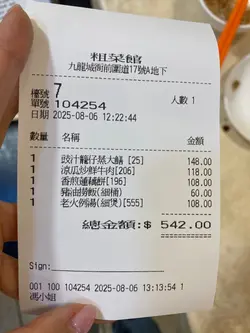 粗菜館
九龍城衙前圍道17號A地下
檯號 7
單號 104254 人數 1
日期 2025-08-06 12:22:44
數量 名稱 金額
1 豉汁籠仔蒸大鱔 [25] 148.00
1 涼瓜炒鮮牛肉[206] 118.00
1 香煎蓮藕餅[196] 108.00
1 豬油撈飯(細桶) 60.00
1 老火例湯(細煲) [555] 108.00
總金額:$ 542.00
Sign:
001 100 104254 2025-08-06 13:13:54 1
馮小姐